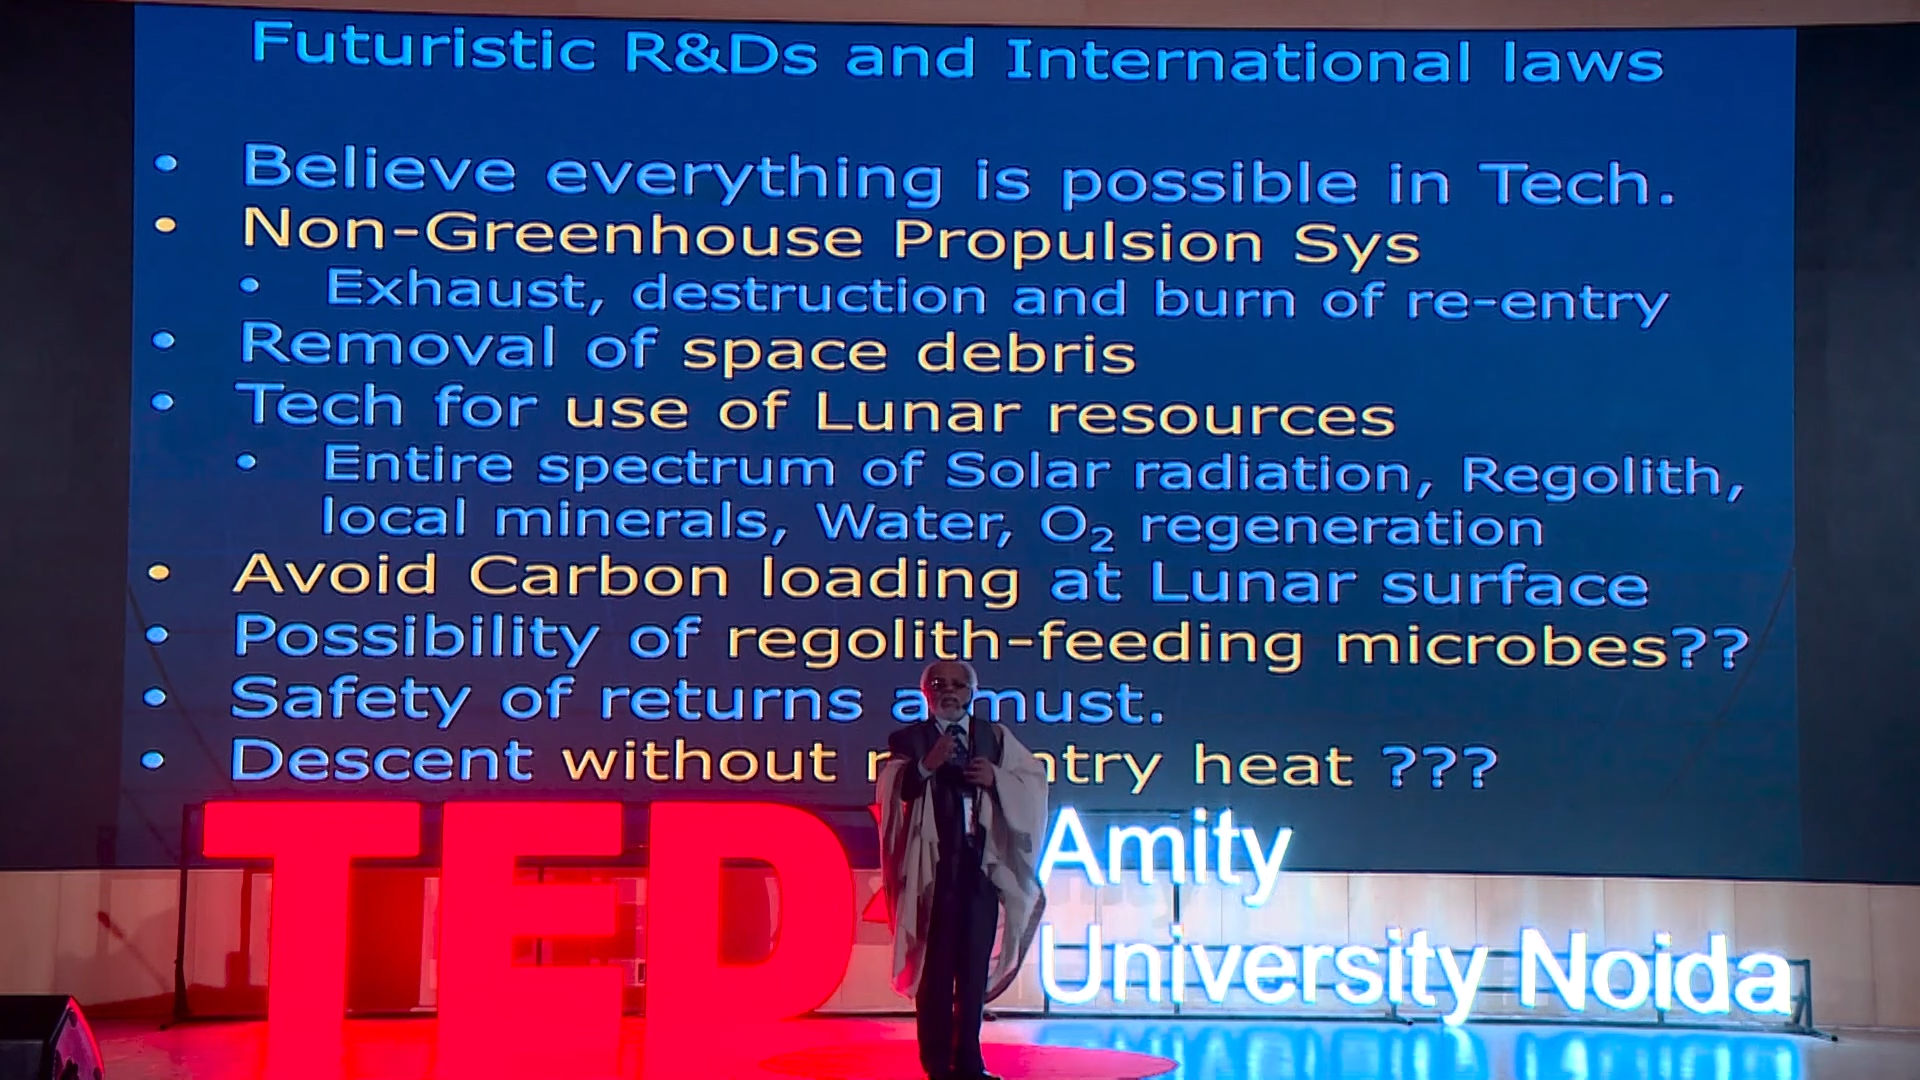 Futuristic R&Ds and International laws
• Believe everything is possible in Tech.
• Non-Greenhouse Propulsion Sys
• Exhaust, destruction and burn of re-entry
• Removal of space debris
• Tech for use of Lunar resources
• Entire spectrum of Solar radiation, Regolith,
local minerals, Water, O₂ regeneration
• Avoid Carbon loading at Lunar surface
• Possibility of regolith-feeding microbes??
• Safety of returns a must.
• Descent without heat ???
TEDx Amity
University Noida